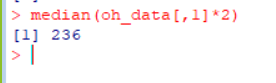 > median(oh_data[,1]*2)
[1] 236
>